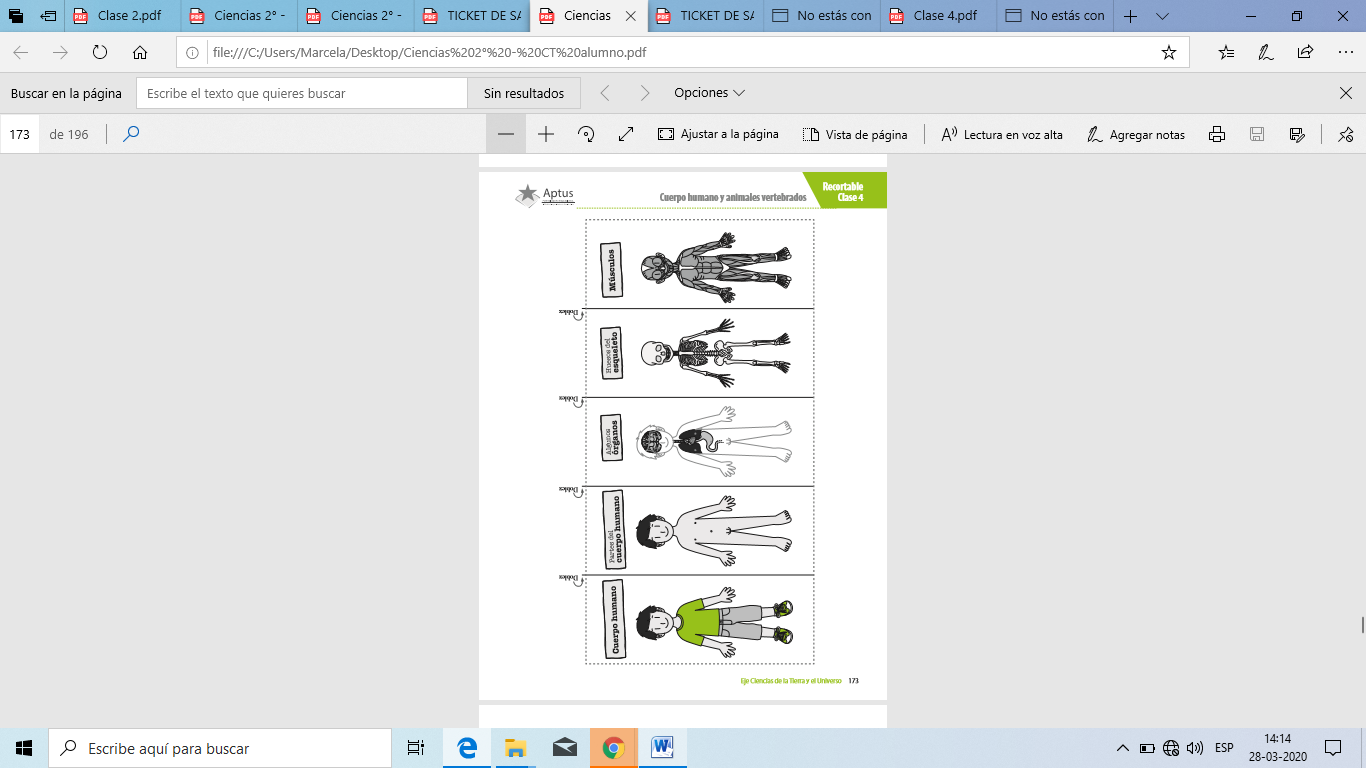 Clase 2.pdf
Ciencias 2° -
Ciencias 2° -
TICKET DE SA
Ciencias
TICKET DE SA
No estás con
Clase 4.pdf
No estás con
file:///C:/Users/Marcela/Desktop/Ciencias%202°%20-%20CT%20alumno.pdf
Buscar en la página
Escribe el texto que quieres buscar
Sin resultados
Opciones
173
de 196
Ajustar a la página
Vista de página
Lectura en voz alta
Agregar notas
Aptus
Cuerpo humano y animales vertebrados
Recortable
Clase 4
Músculos
Doblez
Huesos del
esqueleto
Doblez
Algunos
órganos
Doblez
Partes del
cuerpo humano
Doblez
Cuerpo humano
Eje Ciencias de la Tierra y el Universo 173
Escribe aquí para buscar
ESP
14:14
28-03-2020